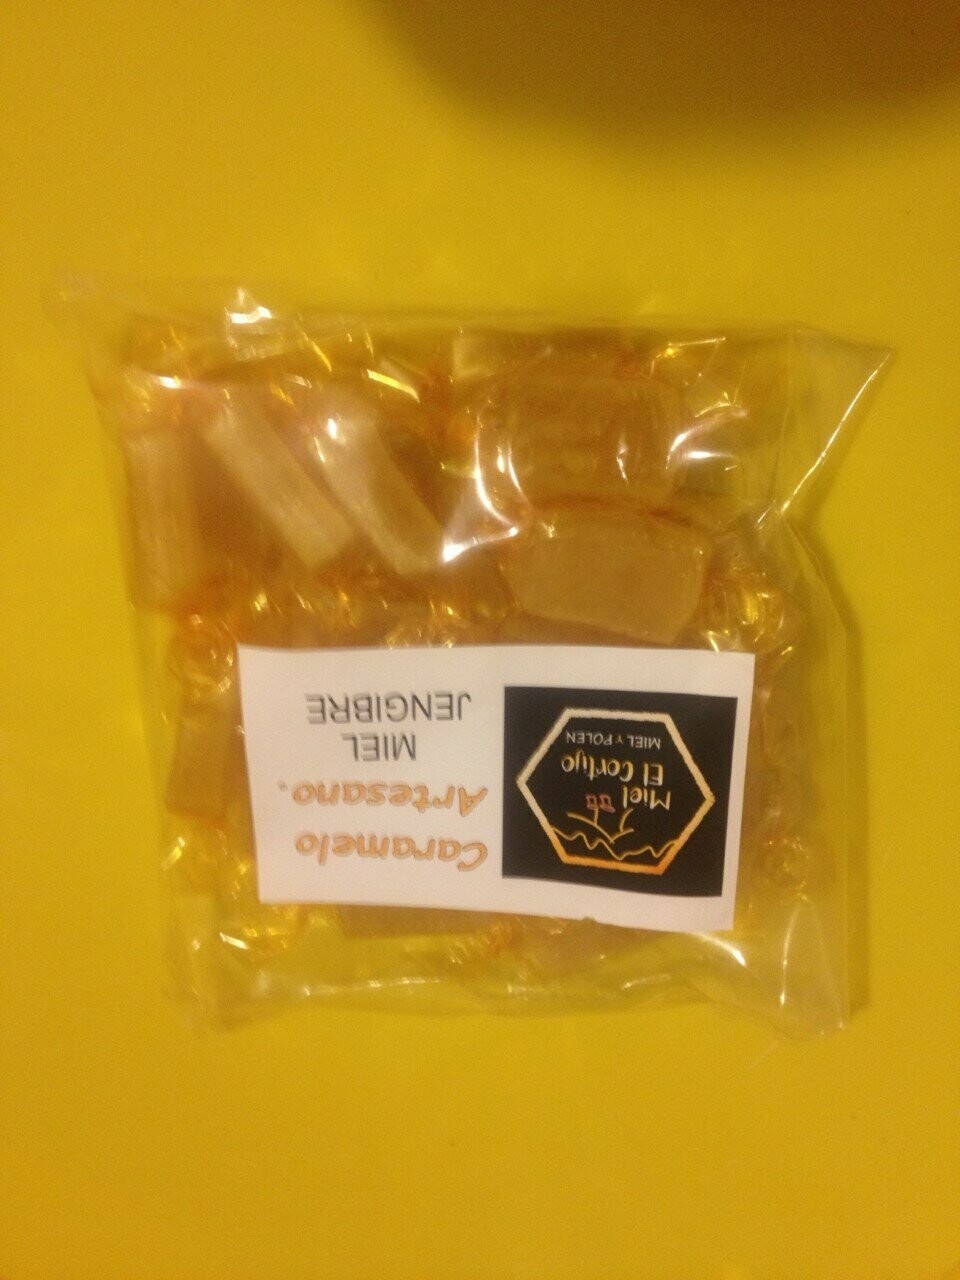 Miel
El Cortijo
MIEL Y POLEN
Caramelo
Artesano.
MIEL
JENGIBRE